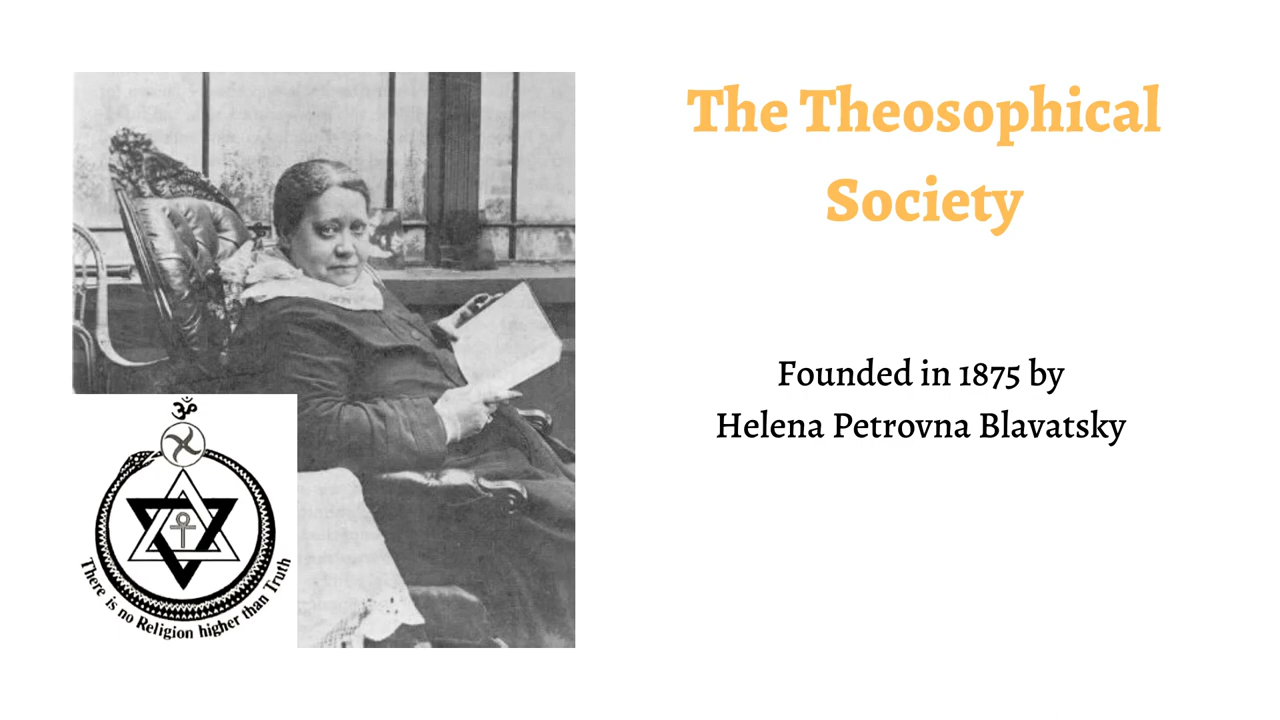 The Theosophical
Society
Founded in 1875 by
Helena Petrovna Blavatsky
ॐ
There is no Religion higher than Truth